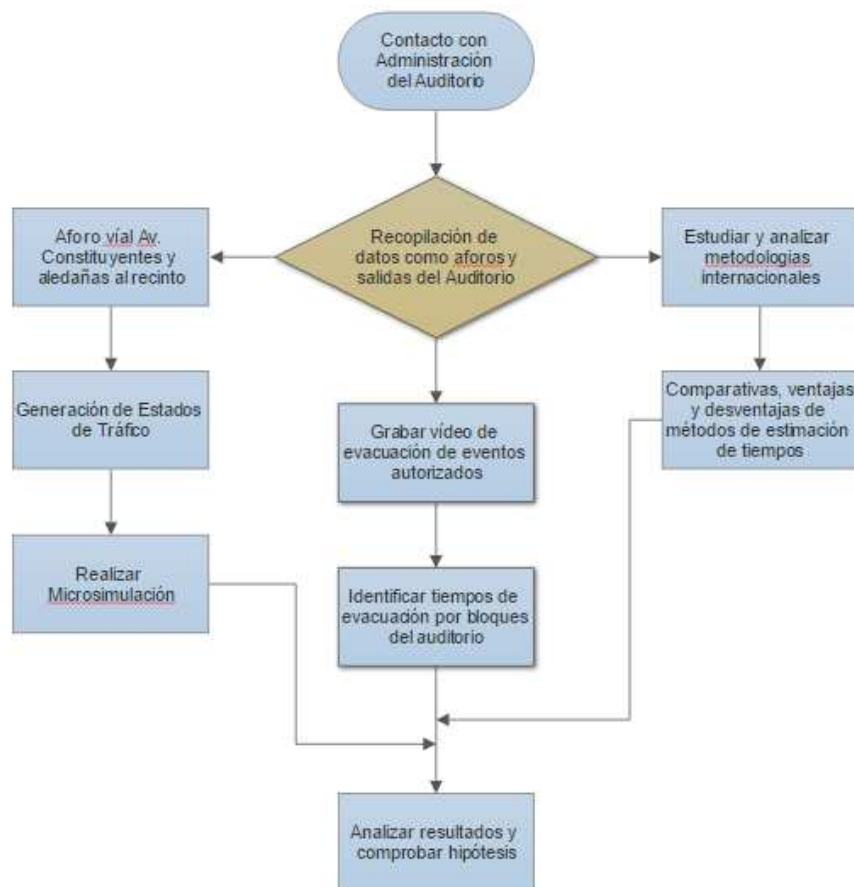 Contacto con
Administración
del Auditorio
Recopilación de
datos como aforos y
salidas del Auditorio
Aforo víal Av.
Constituyentes y
aledañas al recinto
Generación de Estados
de Tráfico
Realizar
Microsimulación
Grabar vídeo de
evacuación de eventos
autorizados
Identificar tiempos de
evacuación por bloques
del auditorio
Estudiar y analizar
metodologías
internacionales
Comparativas, ventajas
y desventajas de
métodos de estimación
de tiempos
Analizar resultados y
comprobar hipótesis